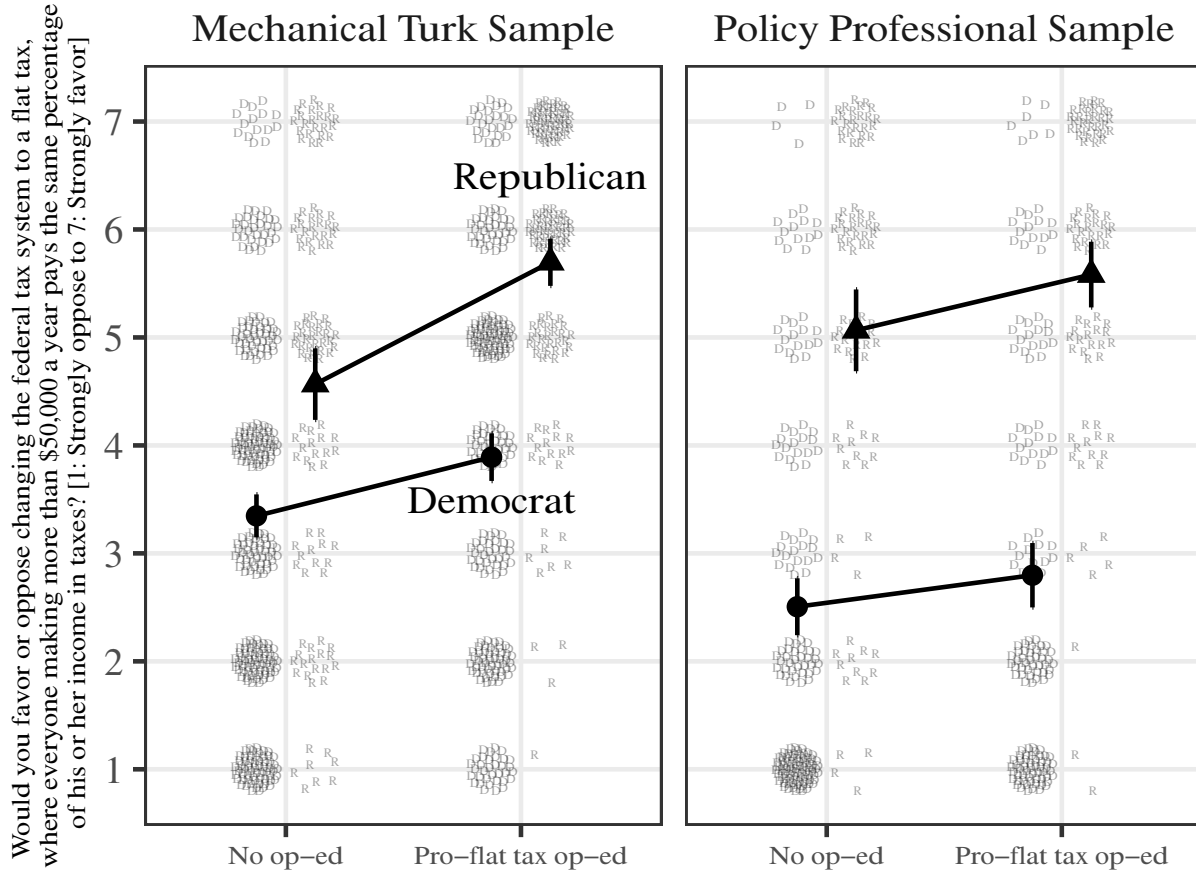 Mechanical Turk Sample
Policy Professional Sample
Would you favor or oppose changing the federal tax system to a flat tax,
where everyone making more than $50,000 a year pays the same percentage
of his or her income in taxes? [1: Strongly oppose to 7: Strongly favor]
7
6
5
4
3
2
1
Republican
Democrat
No op−ed
Pro−flat tax op−ed
No op−ed
Pro−flat tax op−ed